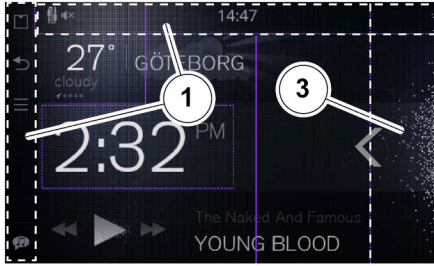 14:47
27°
GÖTEBORG
cloudy
1
3
2:32 PM
The Naked And Famous
YOUNG BLOOD